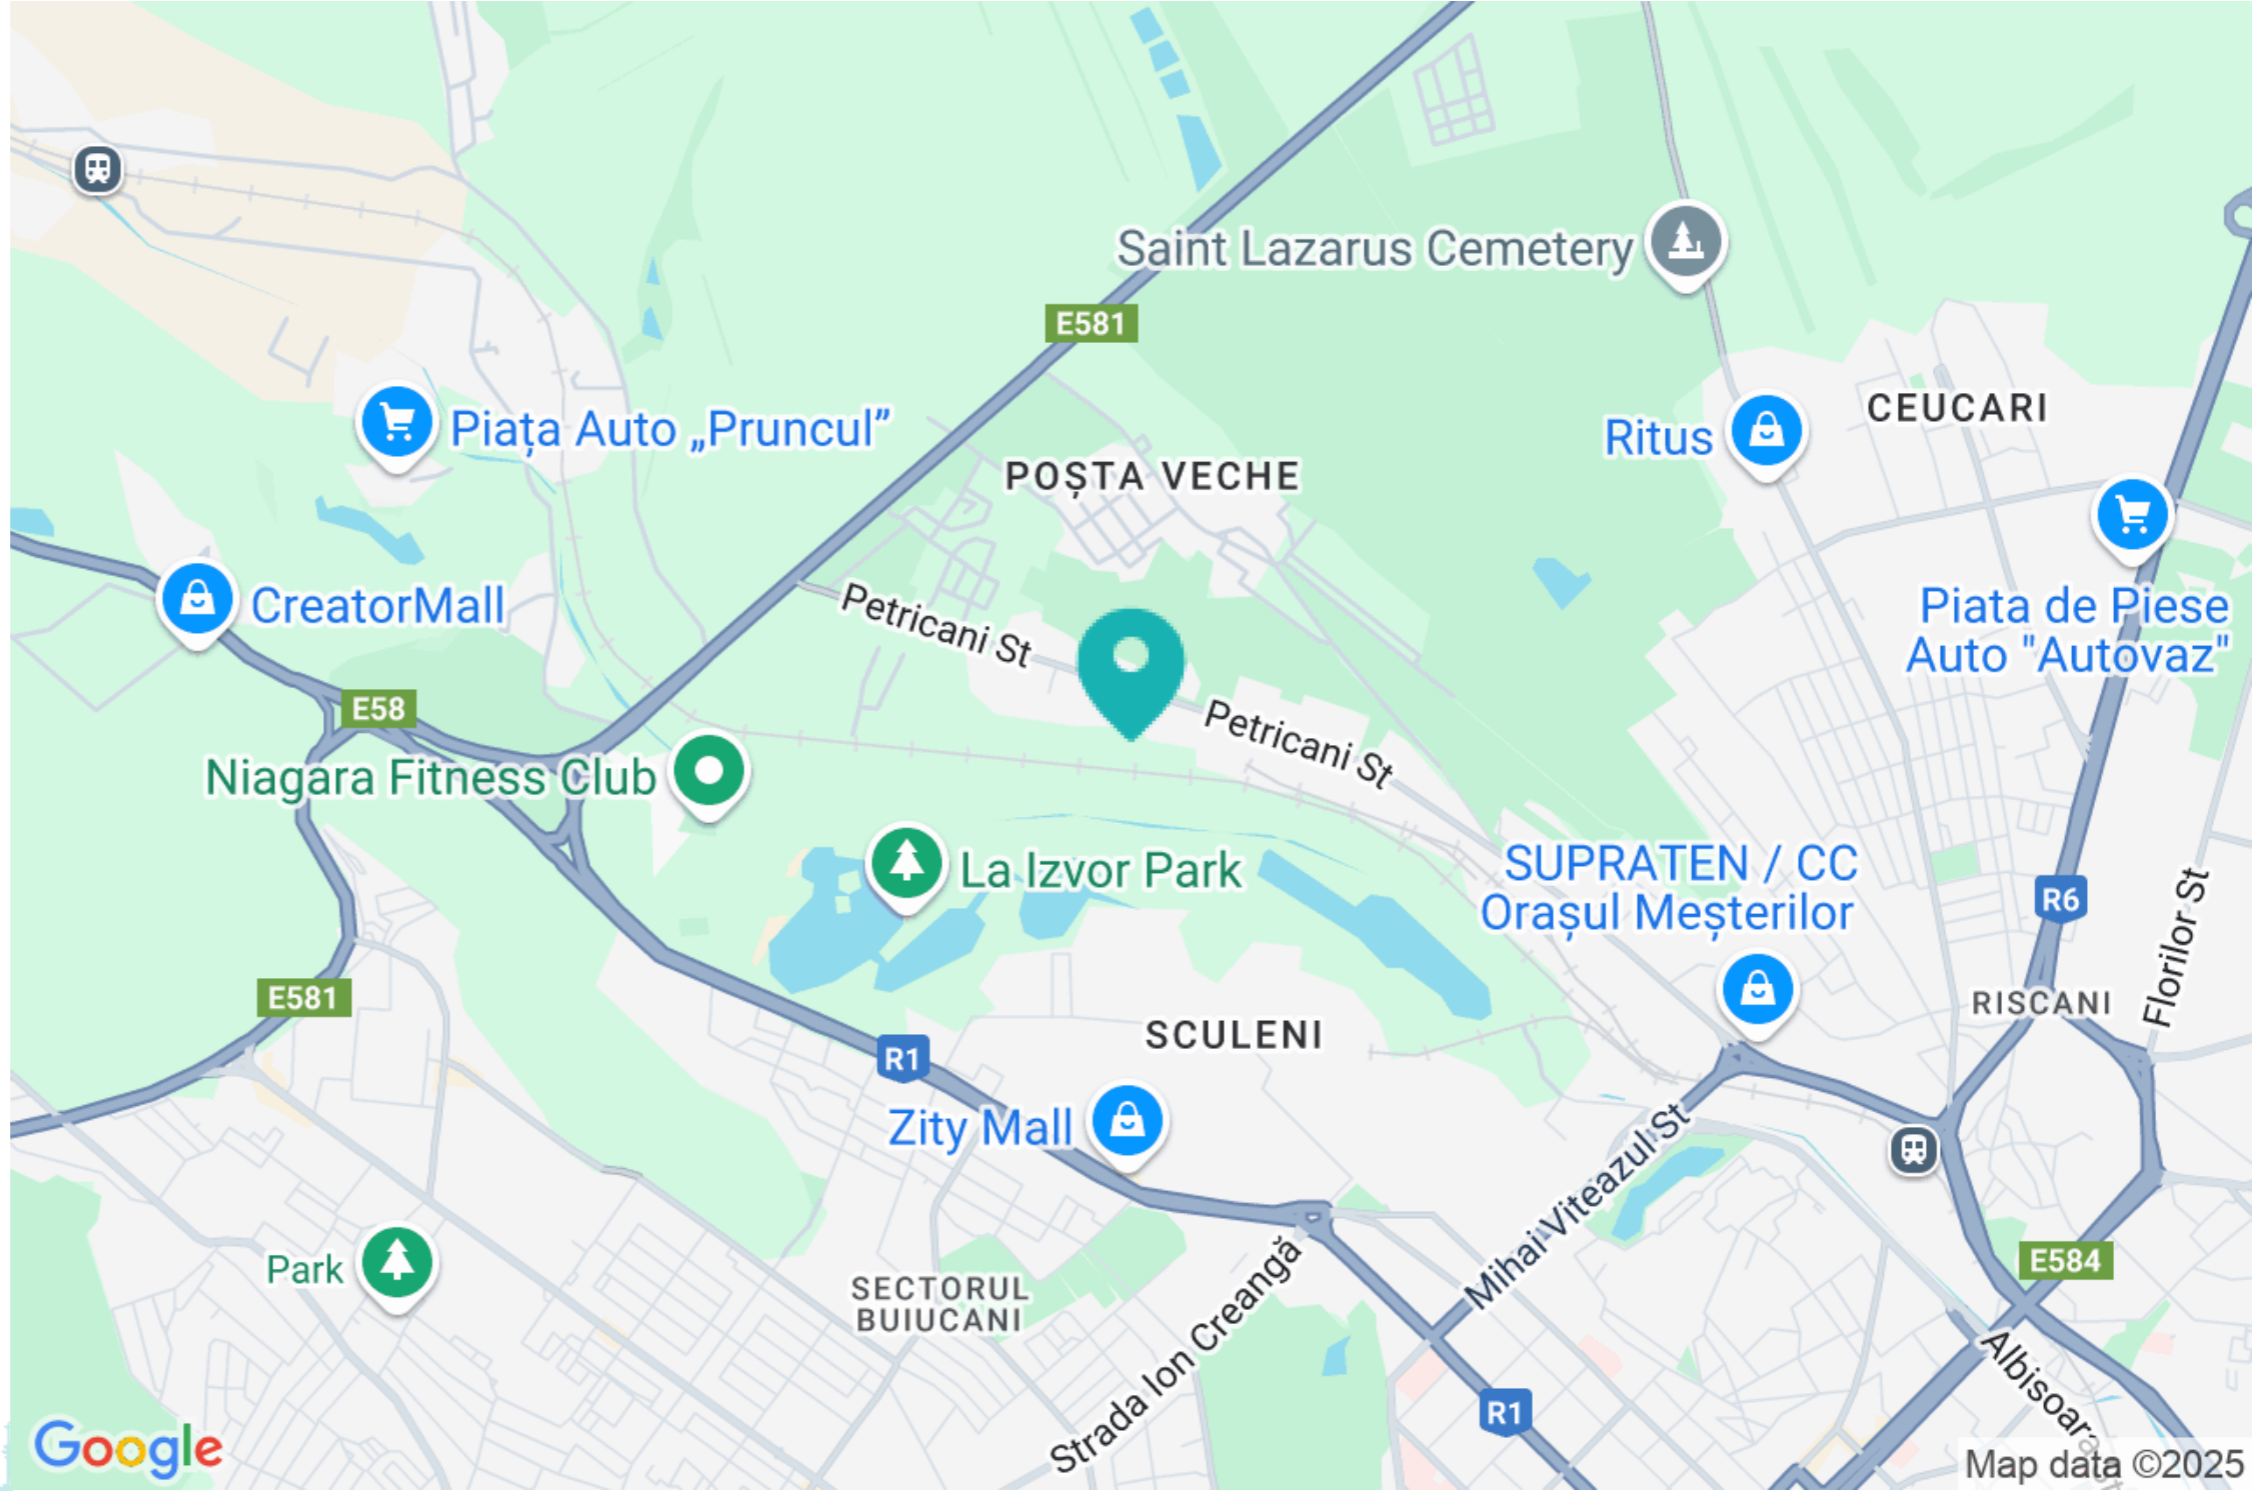 Saint Lazarus Cemetery
E581
CEUCARI
Piața Auto „Pruncul”
Ritus
POȘTA VECHE
CreatorMall
Petricani St
Piata de Piese
Auto "Autovaz"
E58
Petricani St
Niagara Fitness Club
La Izvor Park
SUPRATEN / CC
Orașul Meșterilor
R6
Florilor St
E581
RISCANI
SCULENI
R1
Zity Mall
Mihai Viteazul St
Park
SECTORUL
BUIUCANI
Strada Ion Creangă
E584
Albisoara
R1
Google
Map data ©2025